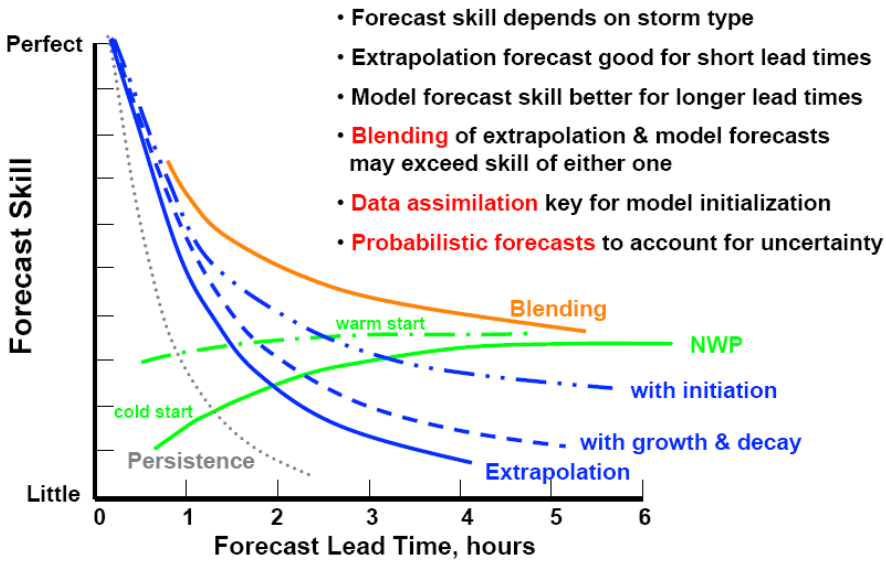 • Forecast skill depends on storm type
• Extrapolation forecast good for short lead times
• Model forecast skill better for longer lead times
• Blending of extrapolation & model forecasts
may exceed skill of either one
• Data assimilation key for model initialization
• Probabilistic forecasts to account for uncertainty
Perfect
Forecast Skill
Little
Blending
warm start
NWP
with initiation
cold start
with growth & decay
Persistence
Extrapolation
0 1 2 3 4 5 6
Forecast Lead Time, hours